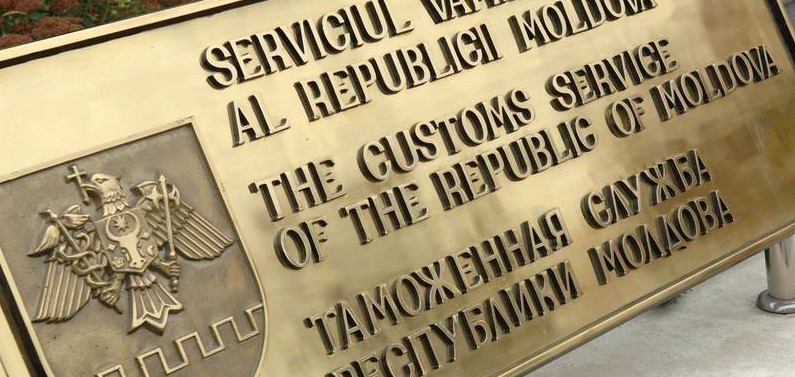 SERVICIUL
AL REPUBLICII MOLDOVA
THE CUSTOMS SERVICE
OF THE REPUBLIC OF MOLDOVA
ТАМОЖЕННАЯ СЛУЖБА
РЕСПУБЛИКИ МОЛДОВА